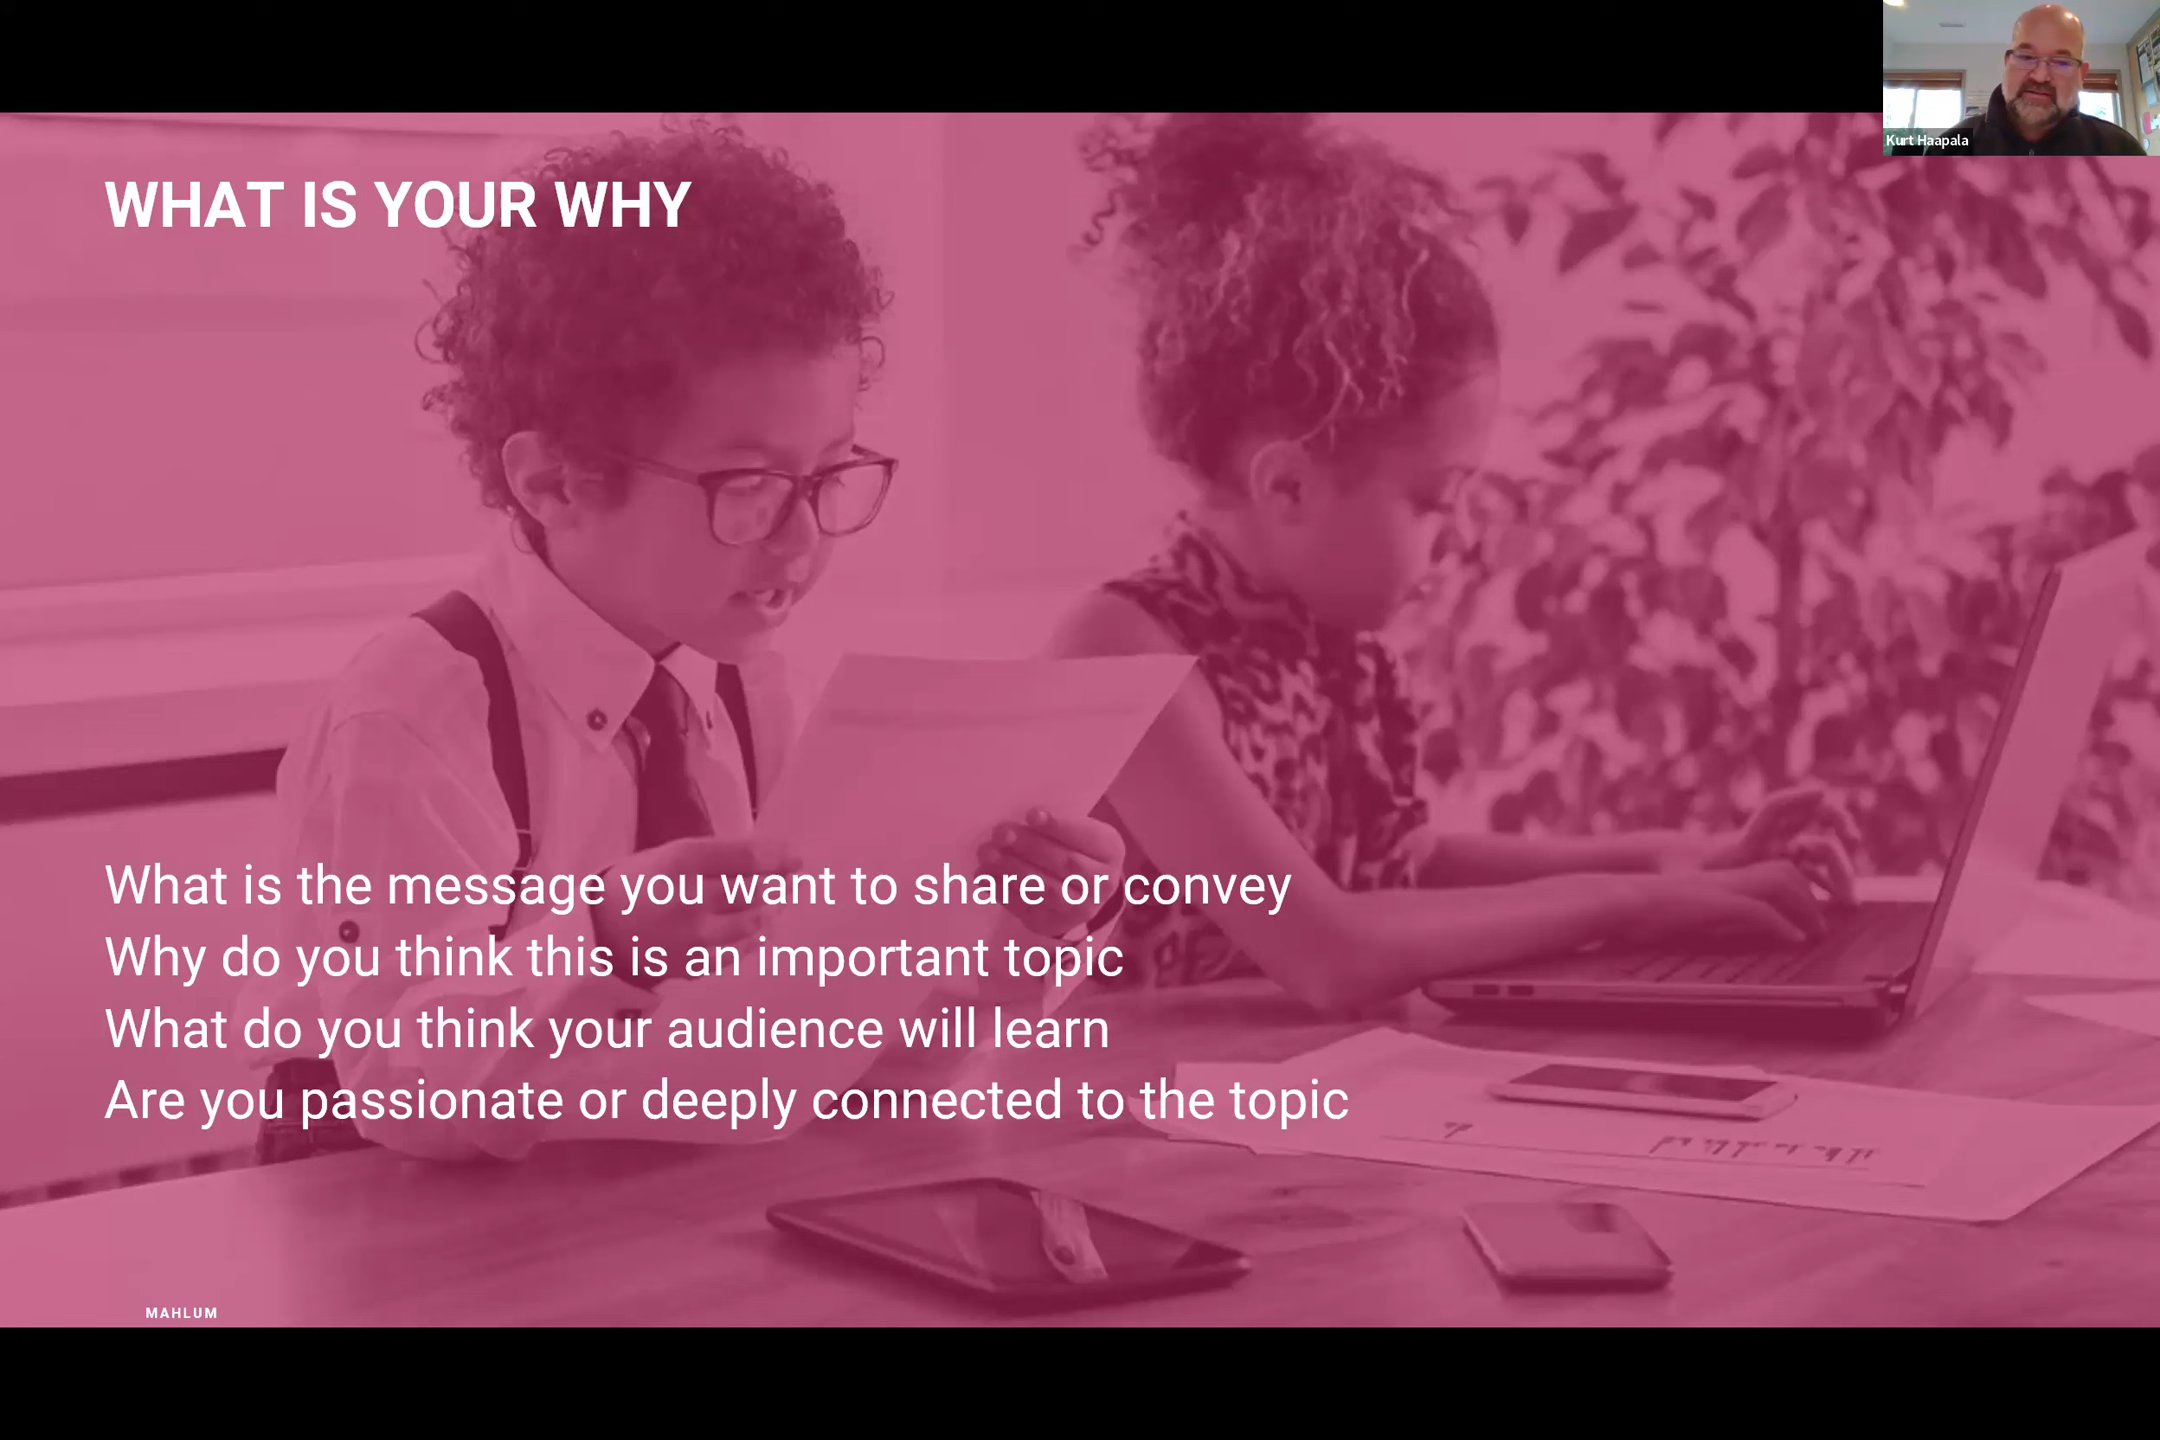 Kurt Haapala
WHAT IS YOUR WHY
What is the message you want to share or convey
Why do you think this is an important topic
What do you think your audience will learn
Are you passionate or deeply connected to the topic
MAHLUM